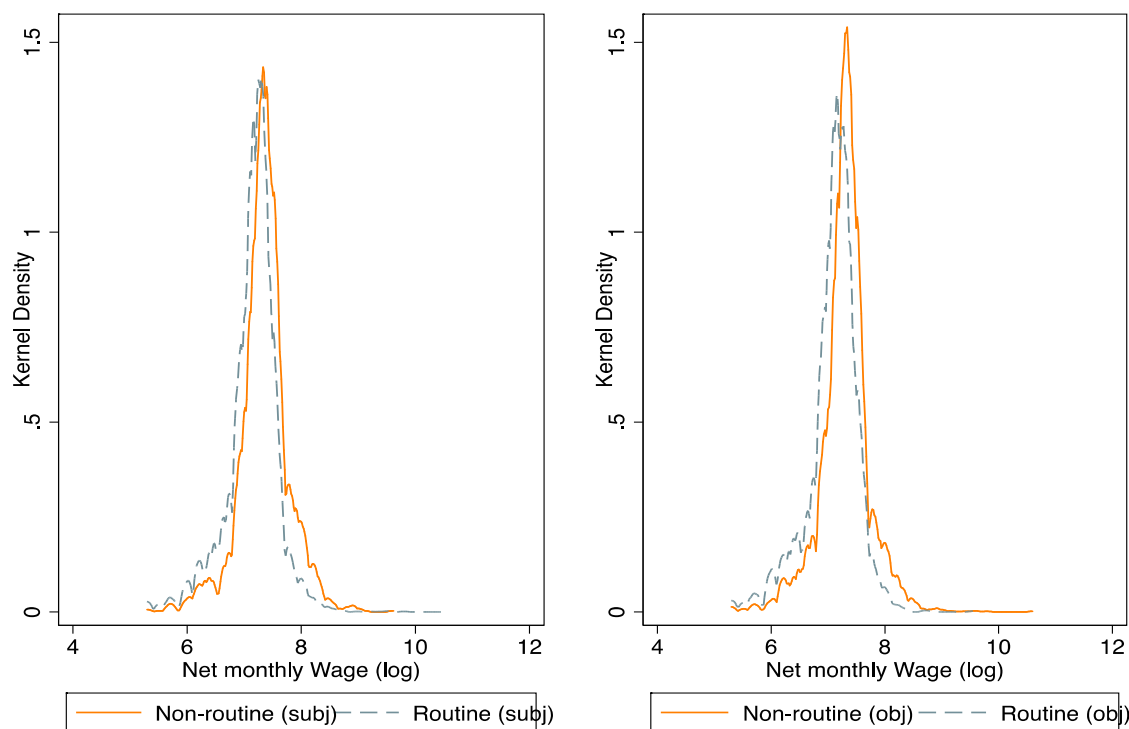 1.5
1
.5
0
Kernel Density
4 6 8 10 12
Net monthly Wage (log)
Non-routine (subj) Routine (subj)
1.5
1
.5
0
Kernel Density
4 6 8 10 12
Net monthly Wage (log)
Non-routine (obj) Routine (obj)